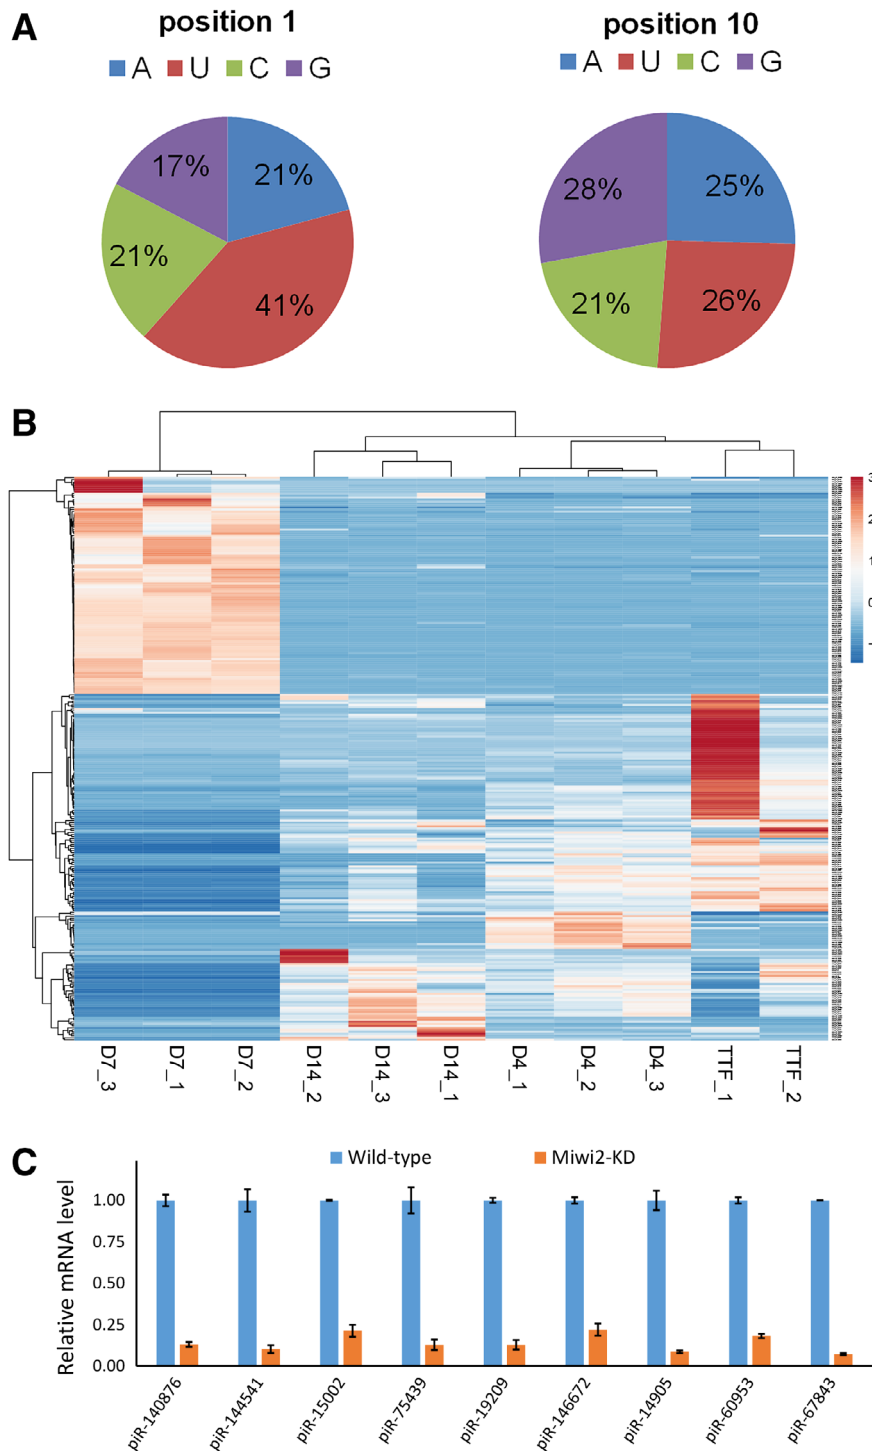 A
position 1
A U C G
17%
21%
21%
41%
position 10
A U C G
28%
25%
21%
26%
B
3
2
1
0
D7_3
D7_1
D7_2
D14_2
D14_3
D14_1
D4_1
D4_2
D4_3
TTF_1
TTF_2
C
Wild-type
Miwi2-KD
Relative mRNA level
1.00
0.75
0.50
0.25
0.00
piR-140876
piR-144541
piR-15002
piR-75439
piR-19209
piR-146672
piR-14905
piR-60953
piR-67843